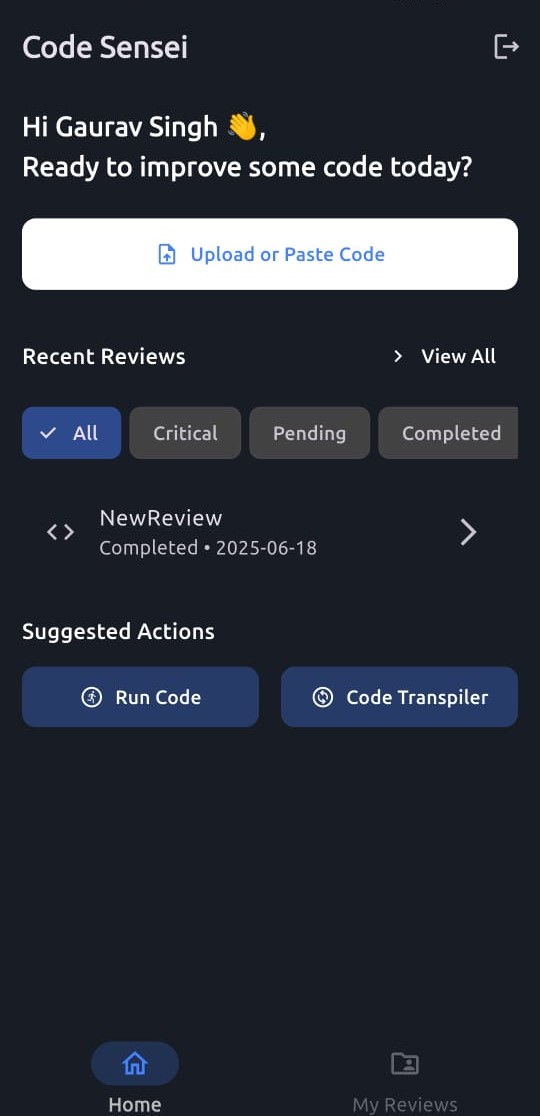 Code Sensei
Hi Gaurav Singh 👋,
Ready to improve some code today?
Upload or Paste Code
Recent Reviews
View All
All
Critical
Pending
Completed
NewReview
Completed • 2025-06-18
Suggested Actions
Run Code
Code Transpiler
Home
My Reviews